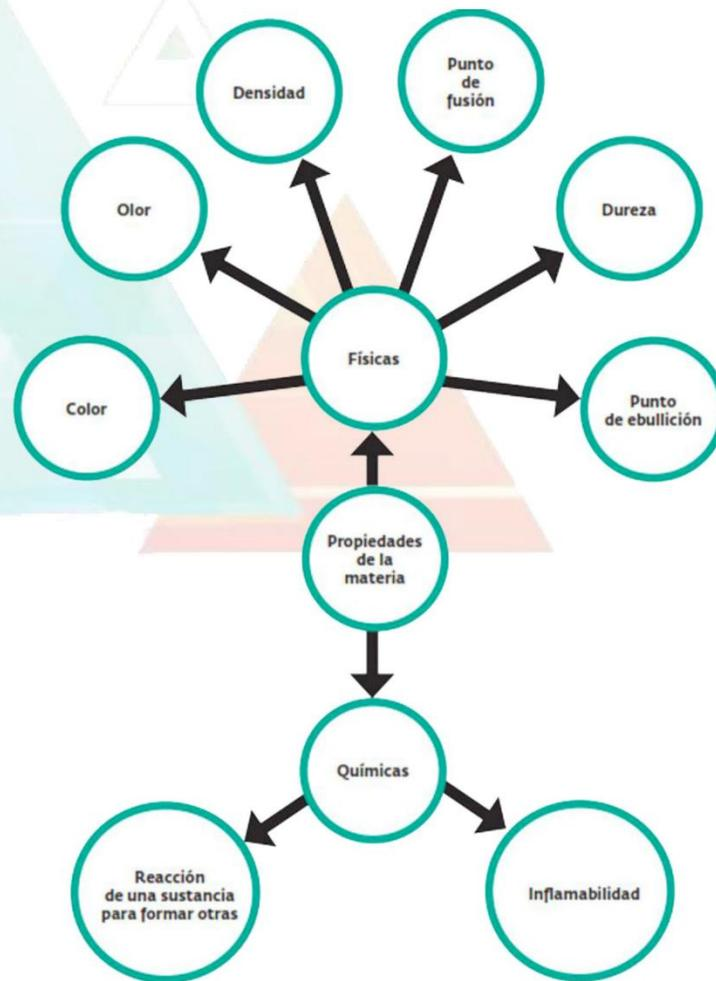 Densidad
Punto
de
fusión
Olor
Dureza
Físicas
Color
Punto
de ebullición
Propiedades
de la
materia
Químicas
Reacción
de una sustancia
para formar otras
Inflamabilidad